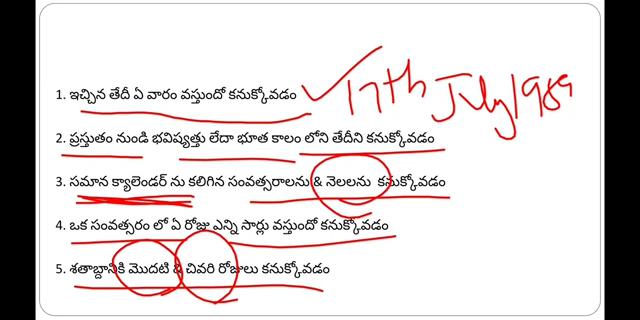 1. ఇచ్చిన తేదీ ఏ వారం వస్తుందో కనుక్కోవడం 17th July 1989
2. ప్రస్తుతం నుండి భవిష్యత్తు లేదా భూత కాలం లోని తేదీని కనుక్కోవడం
3. సమాన క్యాలెండర్ ను కలిగిన సంవత్సరాలను & నెలలను కనుక్కోవడం
4. ఒక సంవత్సరం లో ఏ రోజు ఎన్ని సార్లు వస్తుందో కనుక్కోవడం
5. శతాబ్దానికి మొదటి & చివరి రోజులు కనుక్కోవడం